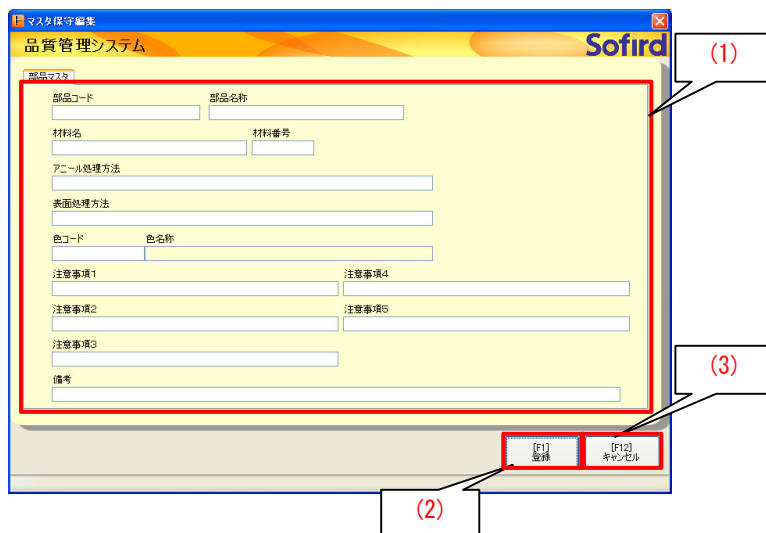 マスタ保守編集
品質管理システム
Sofird
(1)
部品マスタ
部品コード 部品名称
材料名 材料番号
アニール処理方法
表面処理方法
色コード 色名称
注意事項1 注意事項4
注意事項2 注意事項5
注意事項3
備考
(3)
[F1] [F12]
登録 キャンセル
(2)